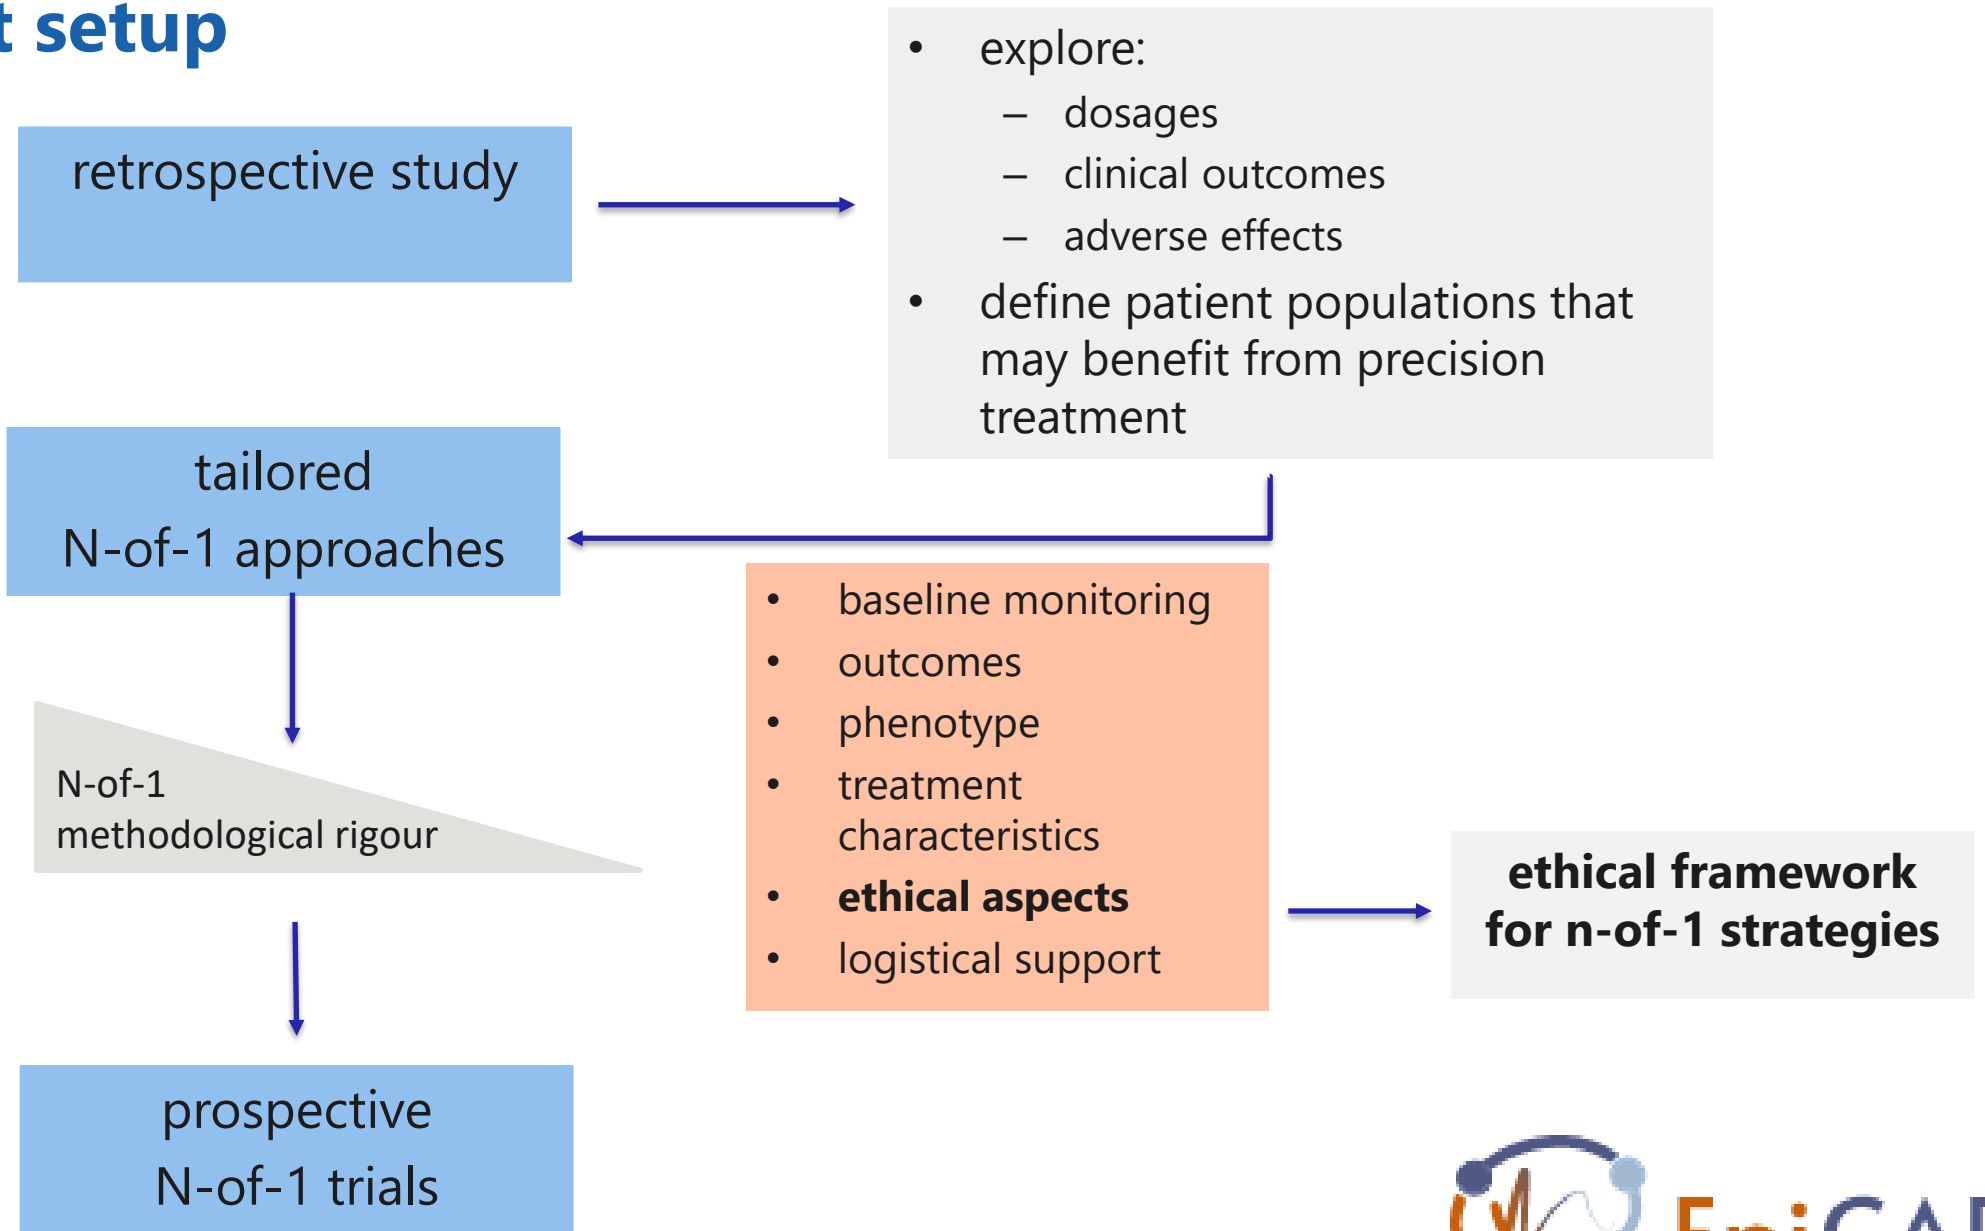 setup
retrospective study
• explore:
– dosages
– clinical outcomes
– adverse effects
• define patient populations that
may benefit from precision
treatment
tailored
N-of-1 approaches
• baseline monitoring
• outcomes
• phenotype
• treatment
characteristics
• ethical aspects
• logistical support
N-of-1
methodological rigour
ethical framework
for n-of-1 strategies
prospective
N-of-1 trials